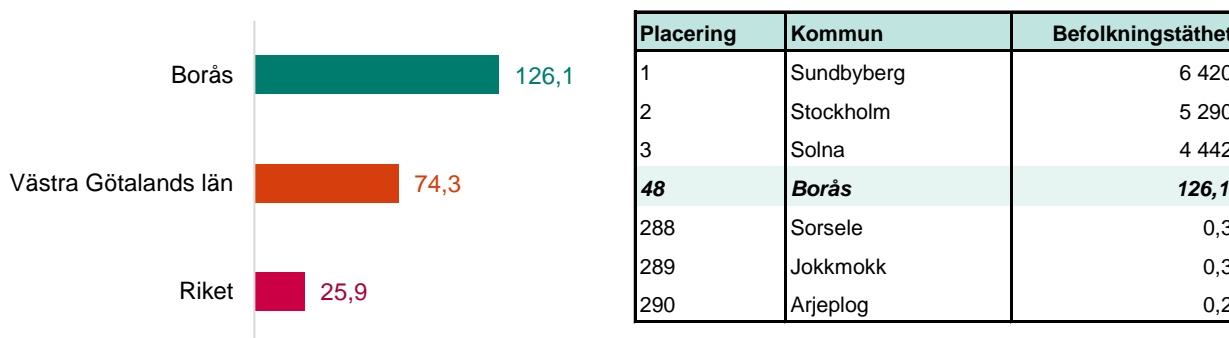 Borås 126,1
Västra Götalands län 74,3
Riket 25,9
Placering Kommun Befolkningstäthet
1 Sundbyberg 6 420
2 Stockholm 5 290
3 Solna 4 442
48 Borås 126,1
288 Sorsele 0,3
289 Jokkmokk 0,3
290 Arjeplog 0,2